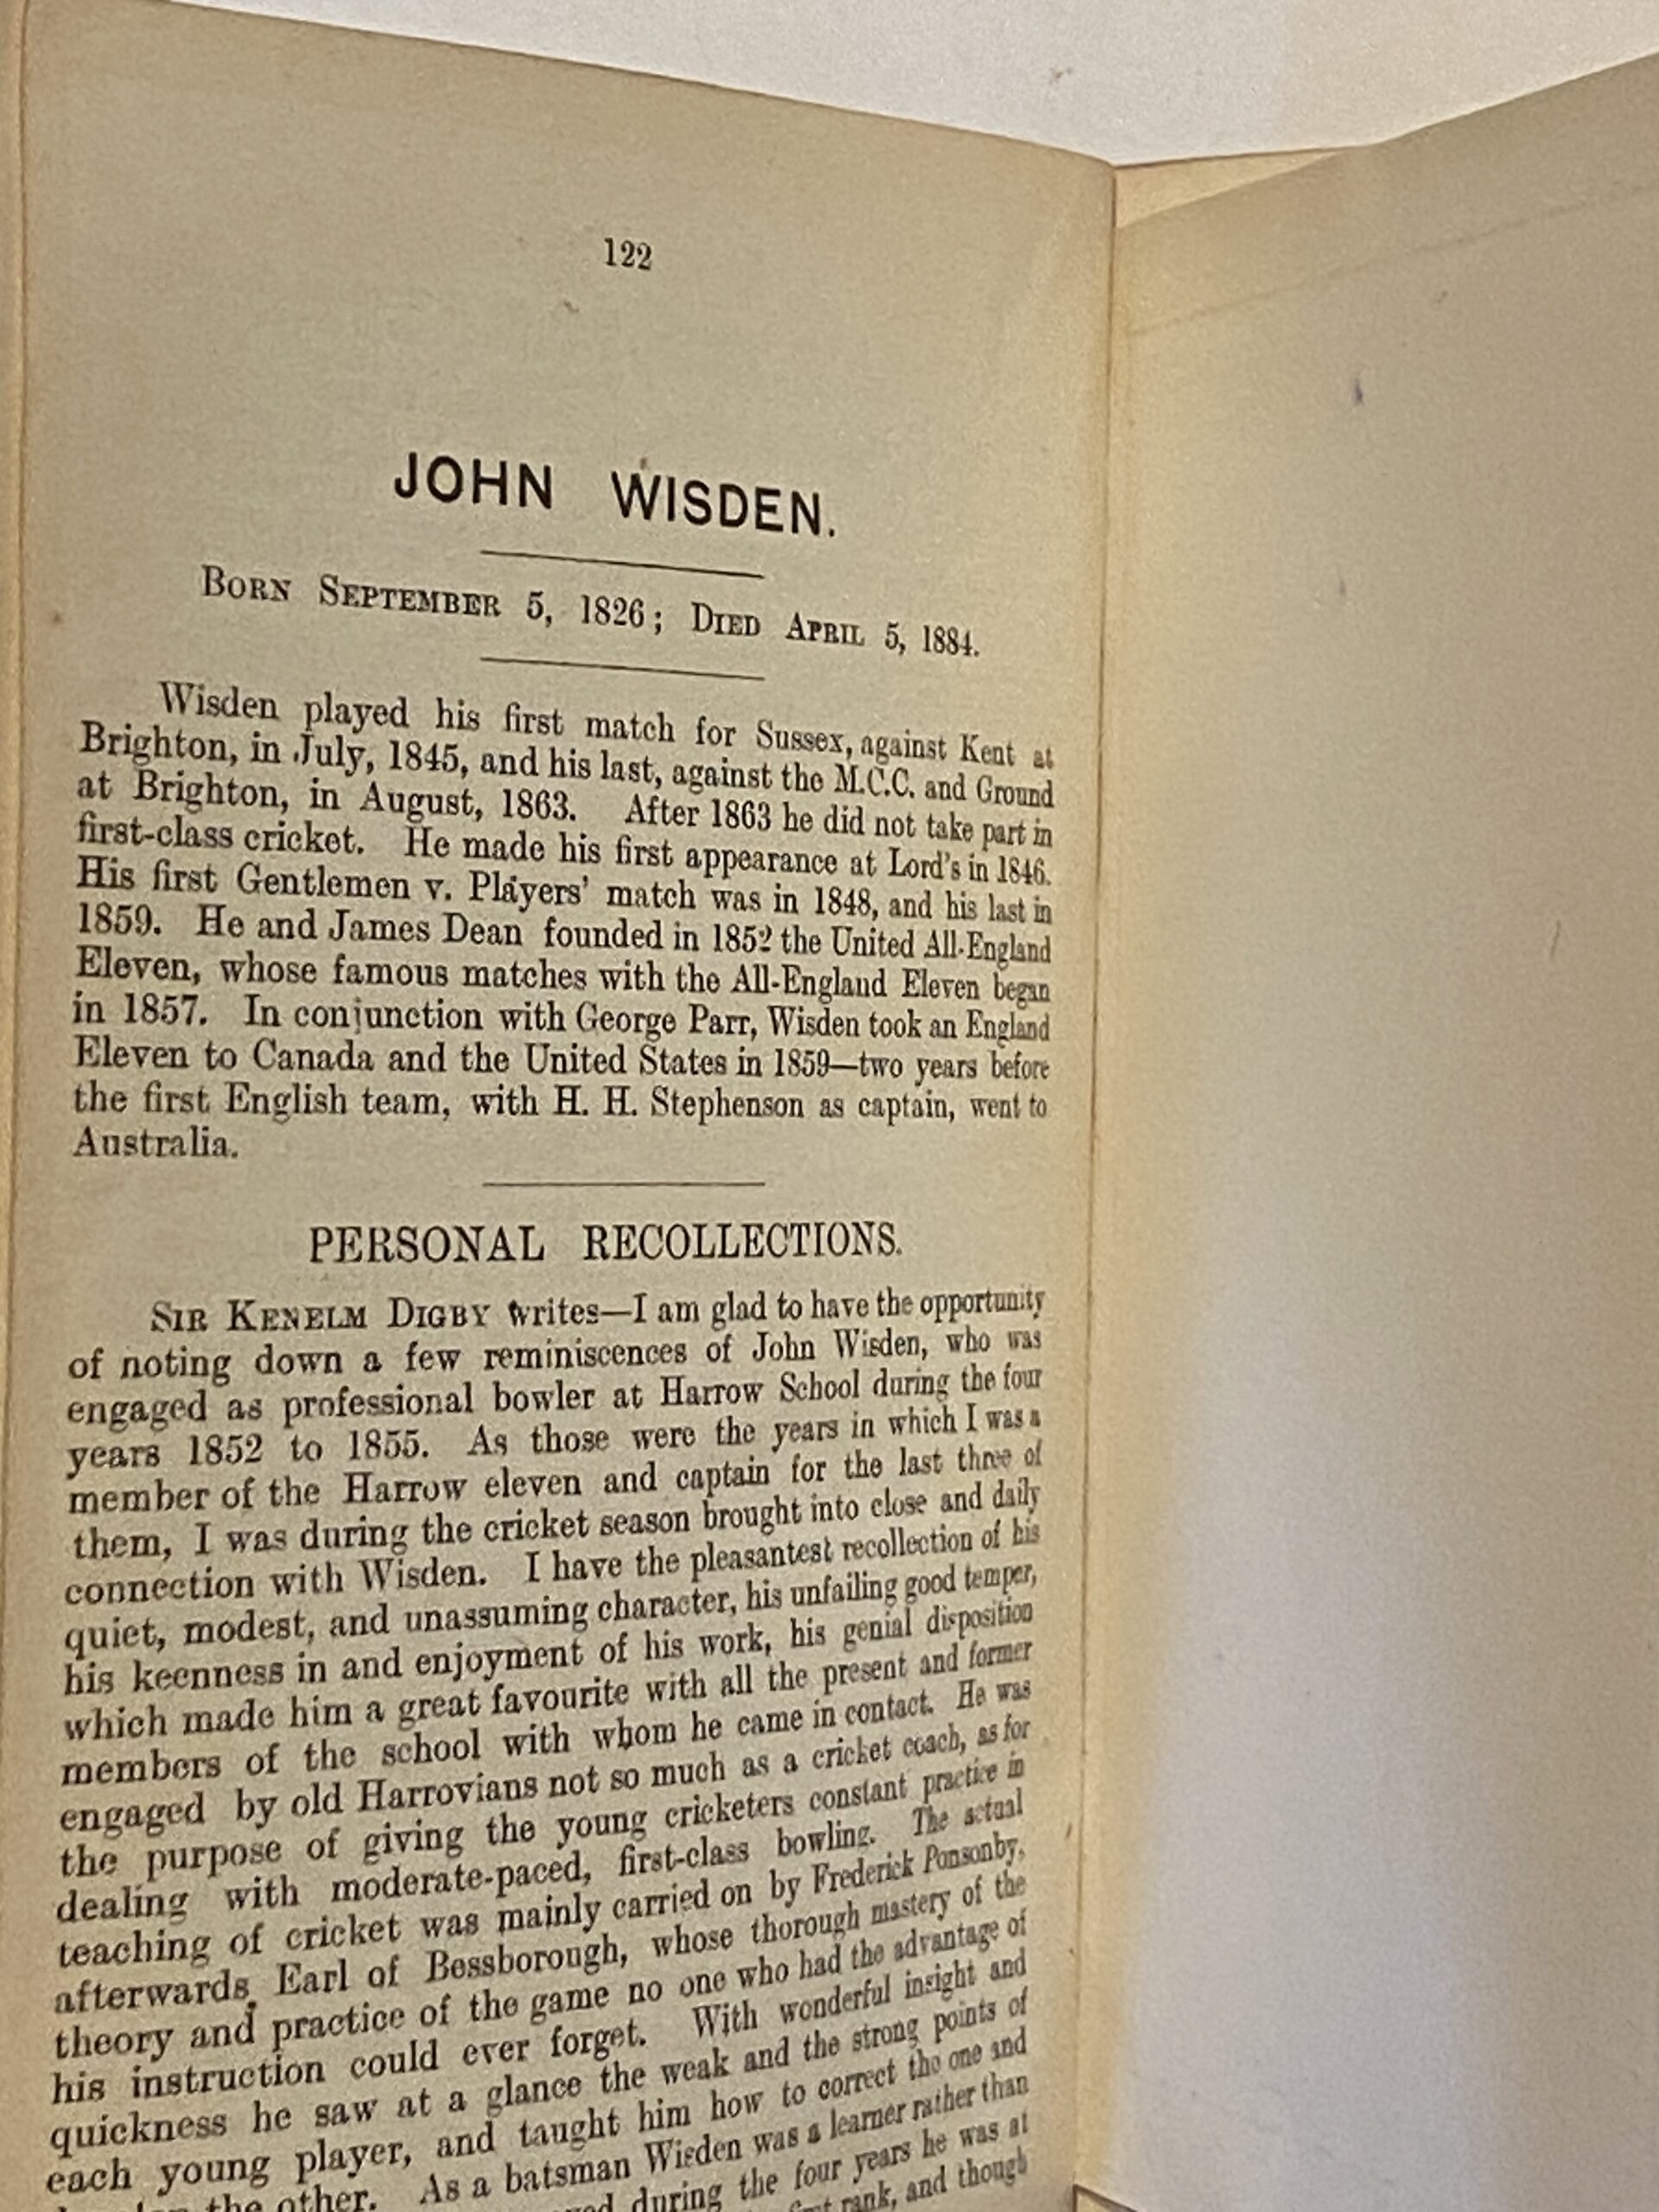 122
JOHN WISDEN.
BORN SEPTEMBER 5, 1826; DIED APRIL 5, 1884.
Wisden played his first match for Sussex, against Kent at
Brighton, in July, 1845, and his last, against the M.C.C. and Ground
at Brighton, in August, 1863. After 1863 he did not take part in
first-class cricket. He made his first appearance at Lord's in 1846.
His first Gentlemen v. Players' match was in 1848, and his last in
1859. He and James Dean founded in 1852 the United All-England
Eleven, whose famous matches with the All-England Eleven began
in 1857. In conjunction with George Parr, Wisden took an England
Eleven to Canada and the United States in 1859—two years before
the first English team, with H. H. Stephenson as captain, went to
Australia.
PERSONAL RECOLLECTIONS.
SIR KENELM DIGBY writes—I am glad to have the opportunity
of noting down a few reminiscences of John Wisden, who was
engaged as professional bowler at Harrow School during the four
years 1852 to 1855. As those were the years in which I was a
member of the Harrow eleven and captain for the last three of
them, I was during the cricket season brought into close and daily
connection with Wisden. I have the pleasantest recollection of his
quiet, modest, and unassuming character, his unfailing good temper,
his keenness in and enjoyment of his work, his genial disposition
which made him a great favourite with all the present and former
members of the school with whom he came in contact. He was
engaged by old Harrovians not so much as a cricket coach, as for
the purpose of giving the young cricketers constant practice in
dealing with moderate-paced, first-class bowling. The actual
teaching of cricket was mainly carried on by Frederick Ponsonby,
afterwards Earl of Bessborough, whose thorough mastery of the
theory and practice of the game no one who had the advantage of
his instruction could ever forget. With wonderful insight and
quickness he saw at a glance the weak and the strong points of
each young player, and taught him how to correct the one and
the other. As a batsman Wisden was a learner rather than
during the four years he was at
rank, and though